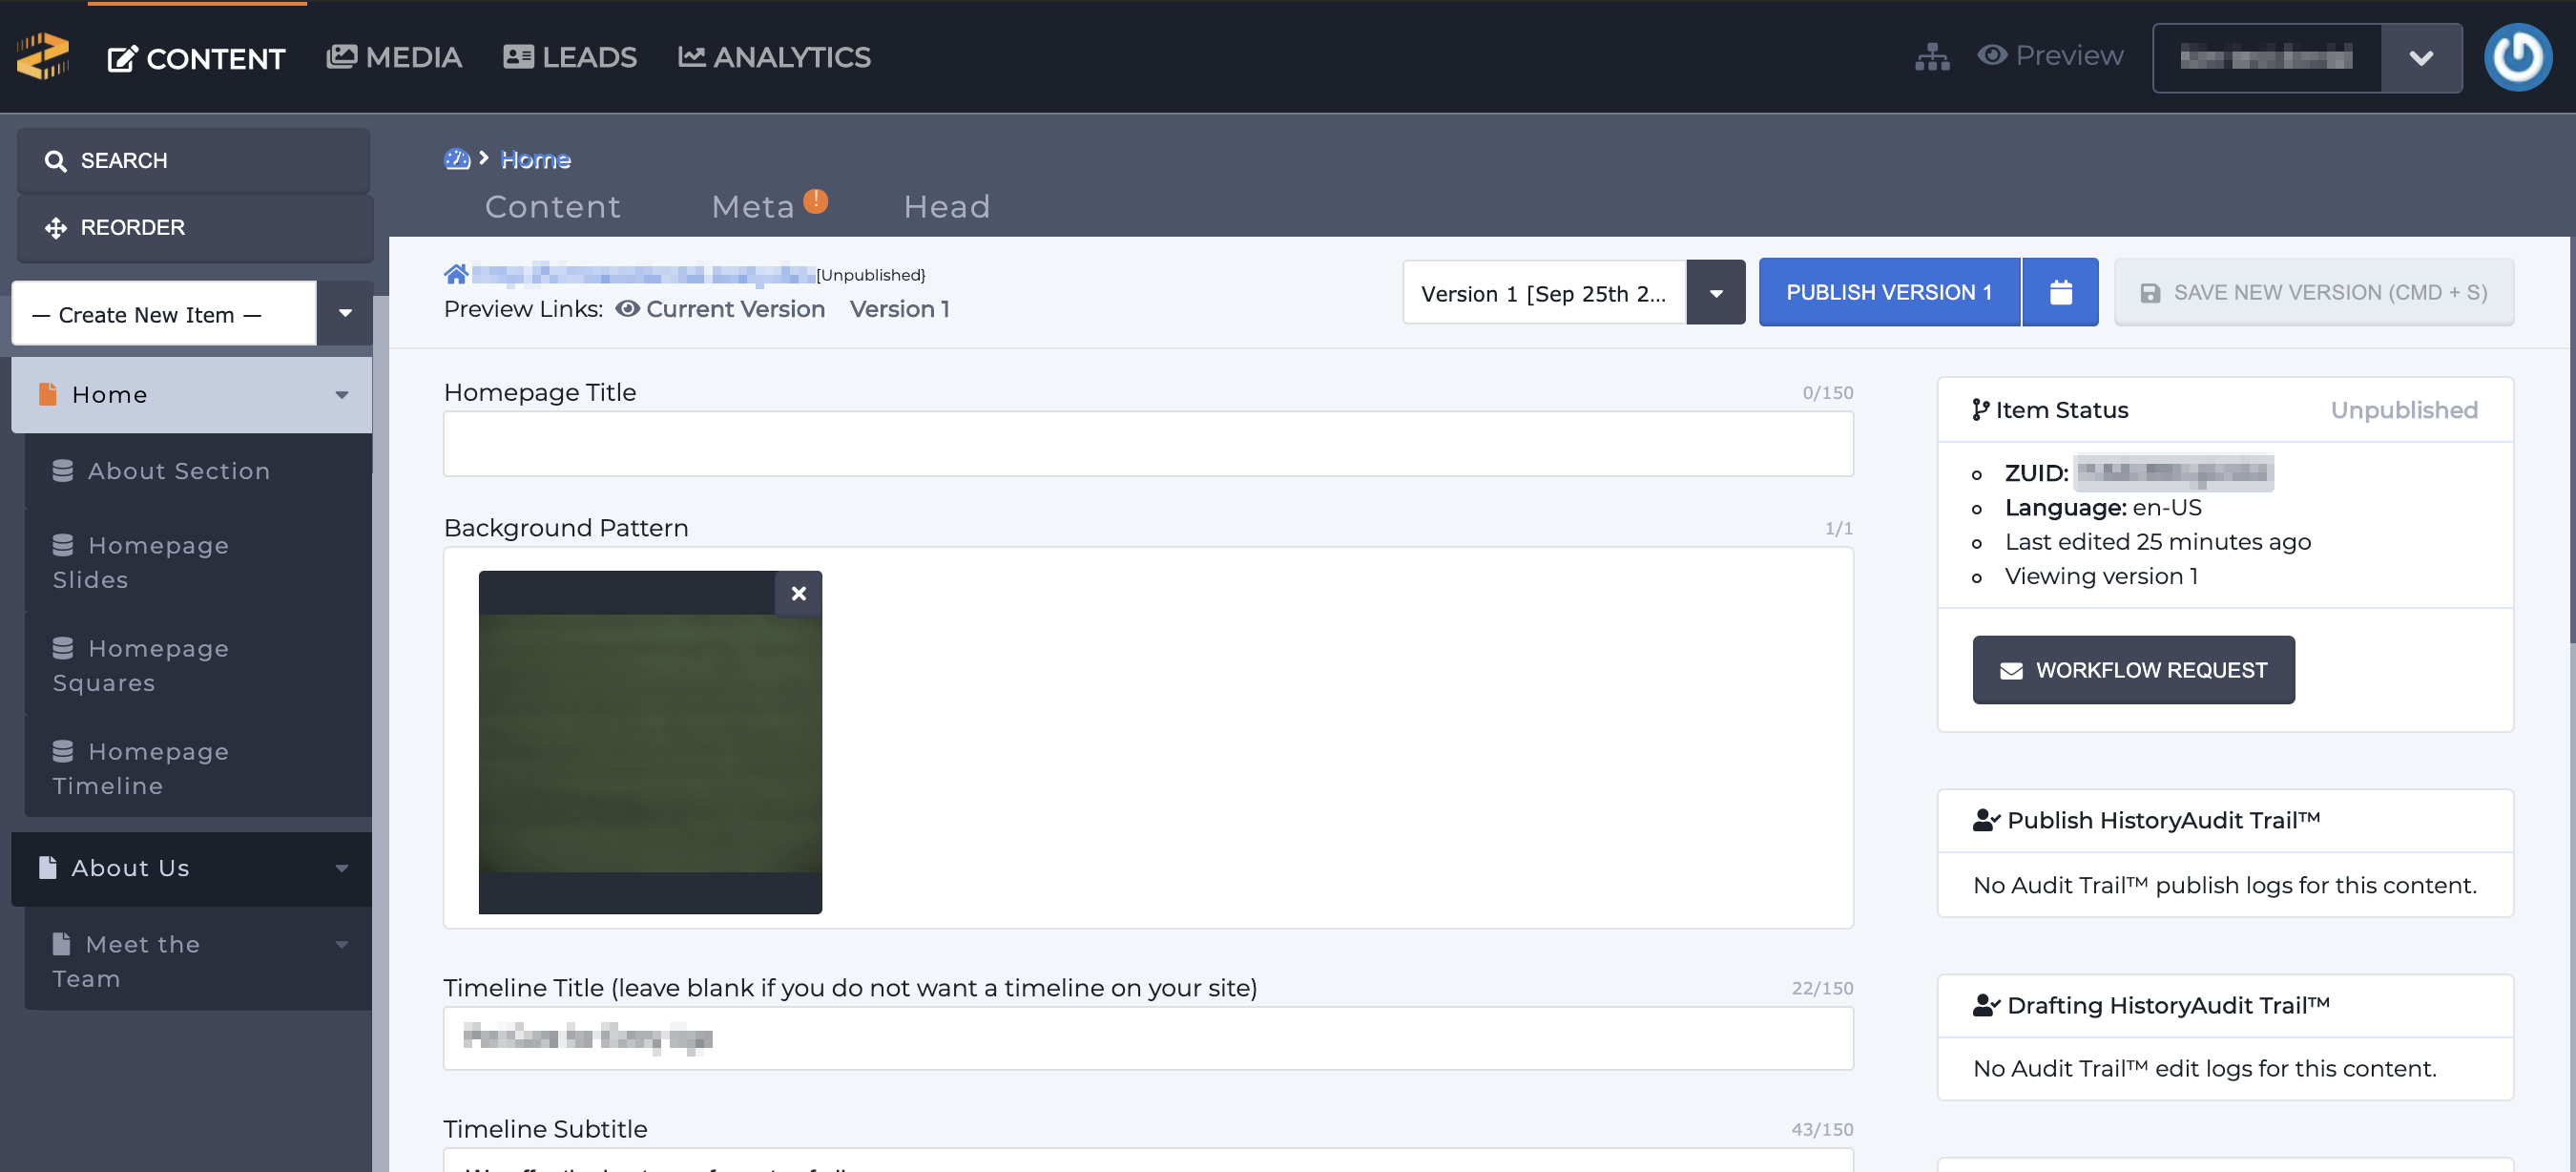 CONTENT MEDIA LEADS ANALYTICS Preview
SEARCH
REORDER
— Create New Item —
Home
About Section
Homepage
Slides
Homepage
Squares
Homepage
Timeline
About Us
Meet the
Team
Home
Content Meta ! Head
[Unpublished}
Preview Links: Current Version Version 1
Version 1 [Sep 25th 2...
PUBLISH VERSION 1
SAVE NEW VERSION (CMD + S)
Homepage Title 0/150
Background Pattern 1/1
Timeline Title (leave blank if you do not want a timeline on your site) 22/150
Timeline Subtitle 43/150
Item Status Unpublished
ZUID:
Language: en-US
Last edited 25 minutes ago
Viewing version 1
WORKFLOW REQUEST
Publish HistoryAudit Trail™
No Audit Trail™ publish logs for this content.
Drafting HistoryAudit Trail™
No Audit Trail™ edit logs for this content.